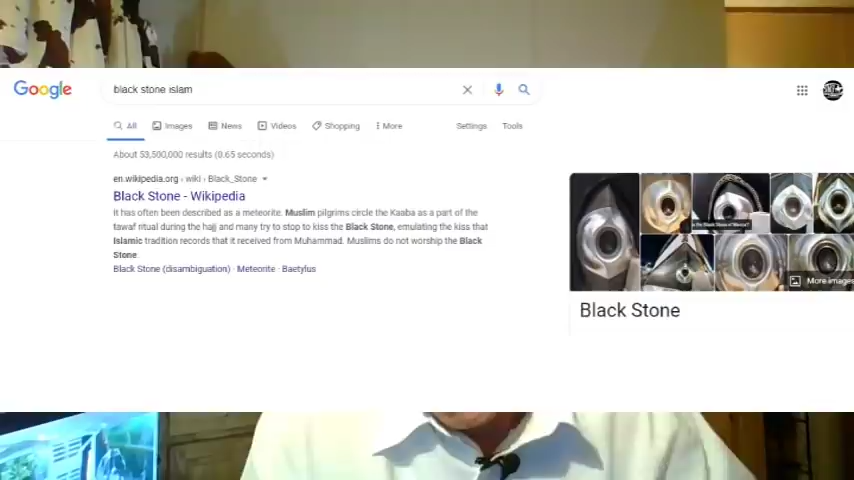 Google
black stone islam
All Images News Videos Shopping More Settings Tools
About 53,500,000 results (0.65 seconds)
en.wikipedia.org › wiki › Black_Stone
Black Stone - Wikipedia
It has often been described as a meteorite. Muslim pilgrims circle the Kaaba as a part of the
tawaf ritual during the hajj and many try to stop to kiss the Black Stone, emulating the kiss that
Islamic tradition records that it received from Muhammad. Muslims do not worship the Black
Stone.
Black Stone (disambiguation) · Meteorite · Baetylus
More images
Black Stone